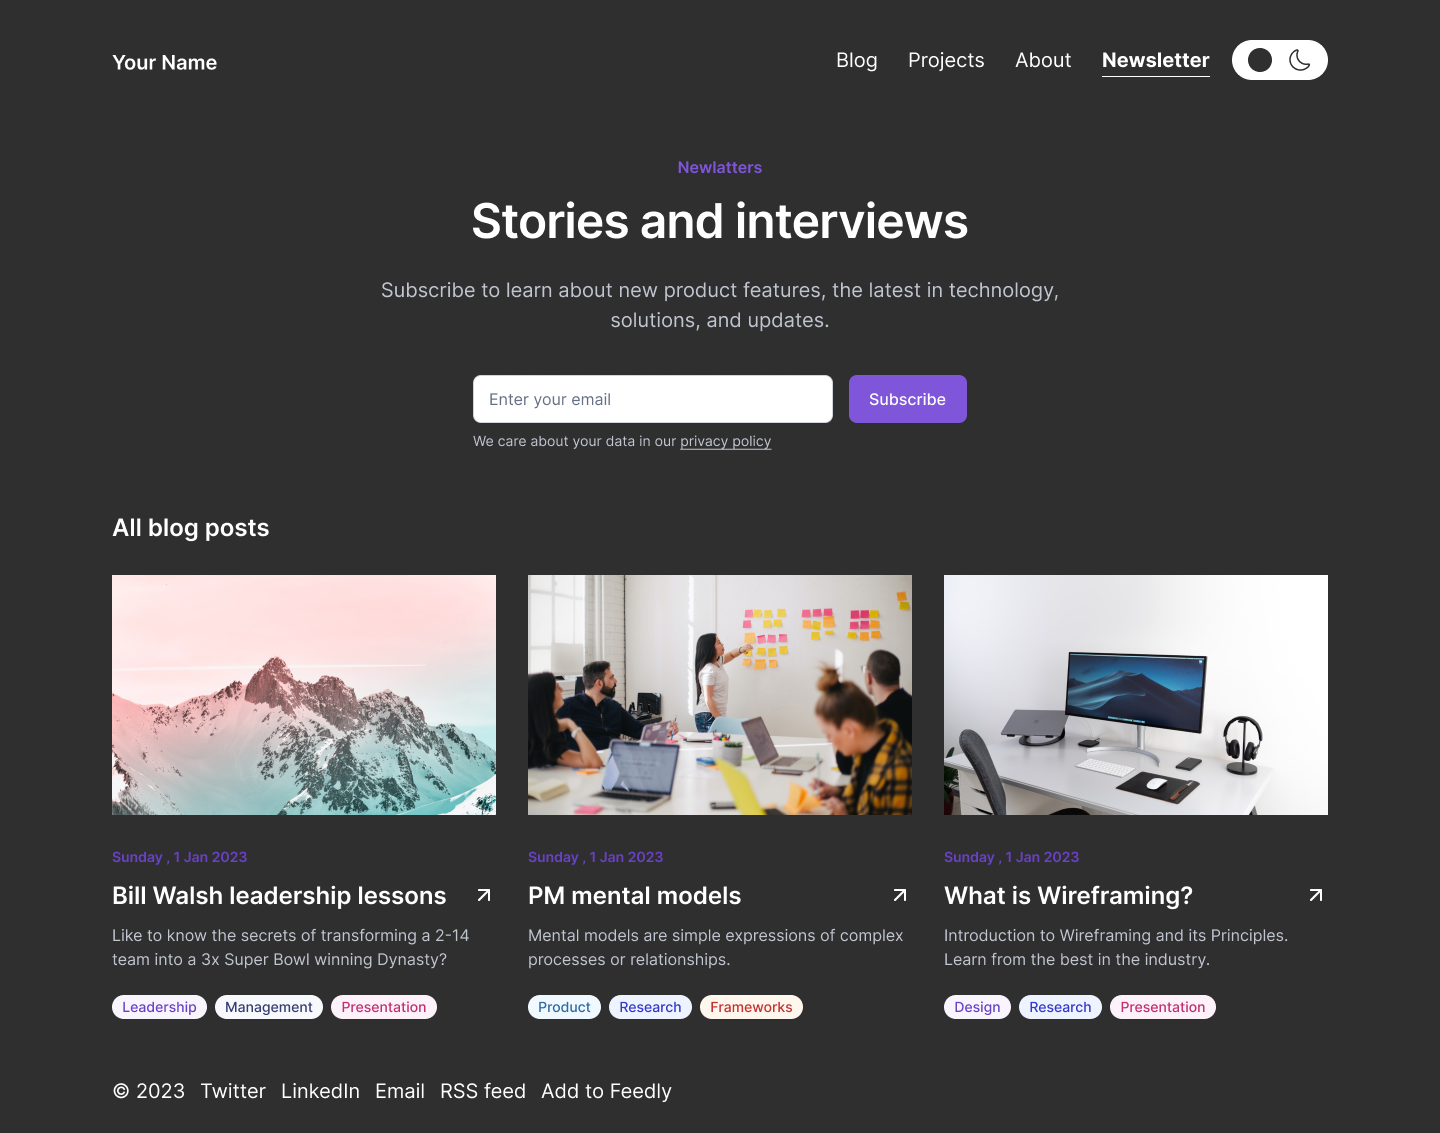 Your Name
Blog Projects About Newsletter
Newlatters
Stories and interviews
Subscribe to learn about new product features, the latest in technology,
solutions, and updates.
Enter your email Subscribe
We care about your data in our privacy policy
All blog posts
Sunday , 1 Jan 2023
Bill Walsh leadership lessons
Like to know the secrets of transforming a 2-14
team into a 3x Super Bowl winning Dynasty?
Leadership Management Presentation
Sunday , 1 Jan 2023
PM mental models
Mental models are simple expressions of complex
processes or relationships.
Product Research Frameworks
Sunday , 1 Jan 2023
What is Wireframing?
Introduction to Wireframing and its Principles.
Learn from the best in the industry.
Design Research Presentation
© 2023 Twitter LinkedIn Email RSS feed Add to Feedly